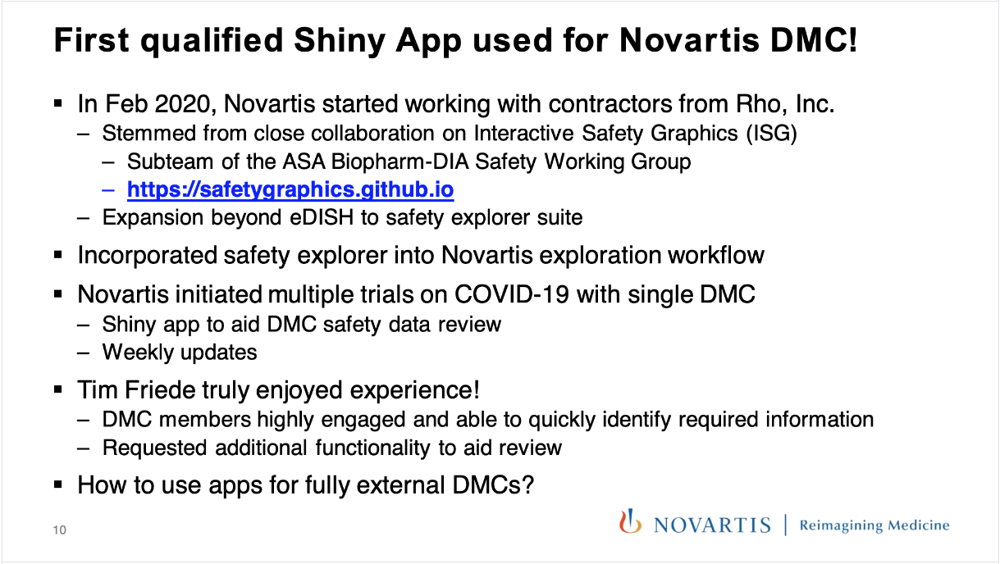 First qualified Shiny App used for Novartis DMC!
▪ In Feb 2020, Novartis started working with contractors from Rho, Inc.
– Stemmed from close collaboration on Interactive Safety Graphics (ISG)
– Subteam of the ASA Biopharm-DIA Safety Working Group
– https://safetygraphics.github.io
– Expansion beyond eDISH to safety explorer suite
▪ Incorporated safety explorer into Novartis exploration workflow
▪ Novartis initiated multiple trials on COVID-19 with single DMC
– Shiny app to aid DMC safety data review
– Weekly updates
▪ Tim Friede truly enjoyed experience!
– DMC members highly engaged and able to quickly identify required information
– Requested additional functionality to aid review
▪ How to use apps for fully external DMCs?
10
NOVARTIS | Reimagining Medicine